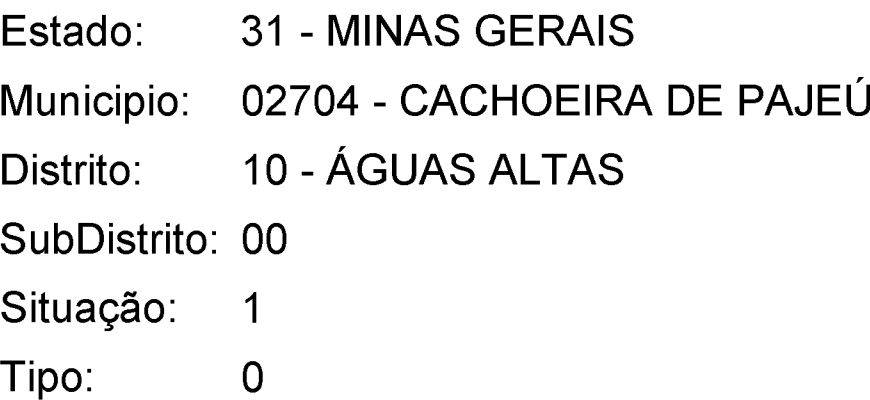 Estado: 31 - MINAS GERAIS
Municipio: 02704 - CACHOEIRA DE PAJEÚ
Distrito: 10 - ÁGUAS ALTAS
SubDistrito: 00
Situação: 1
Tipo: 0